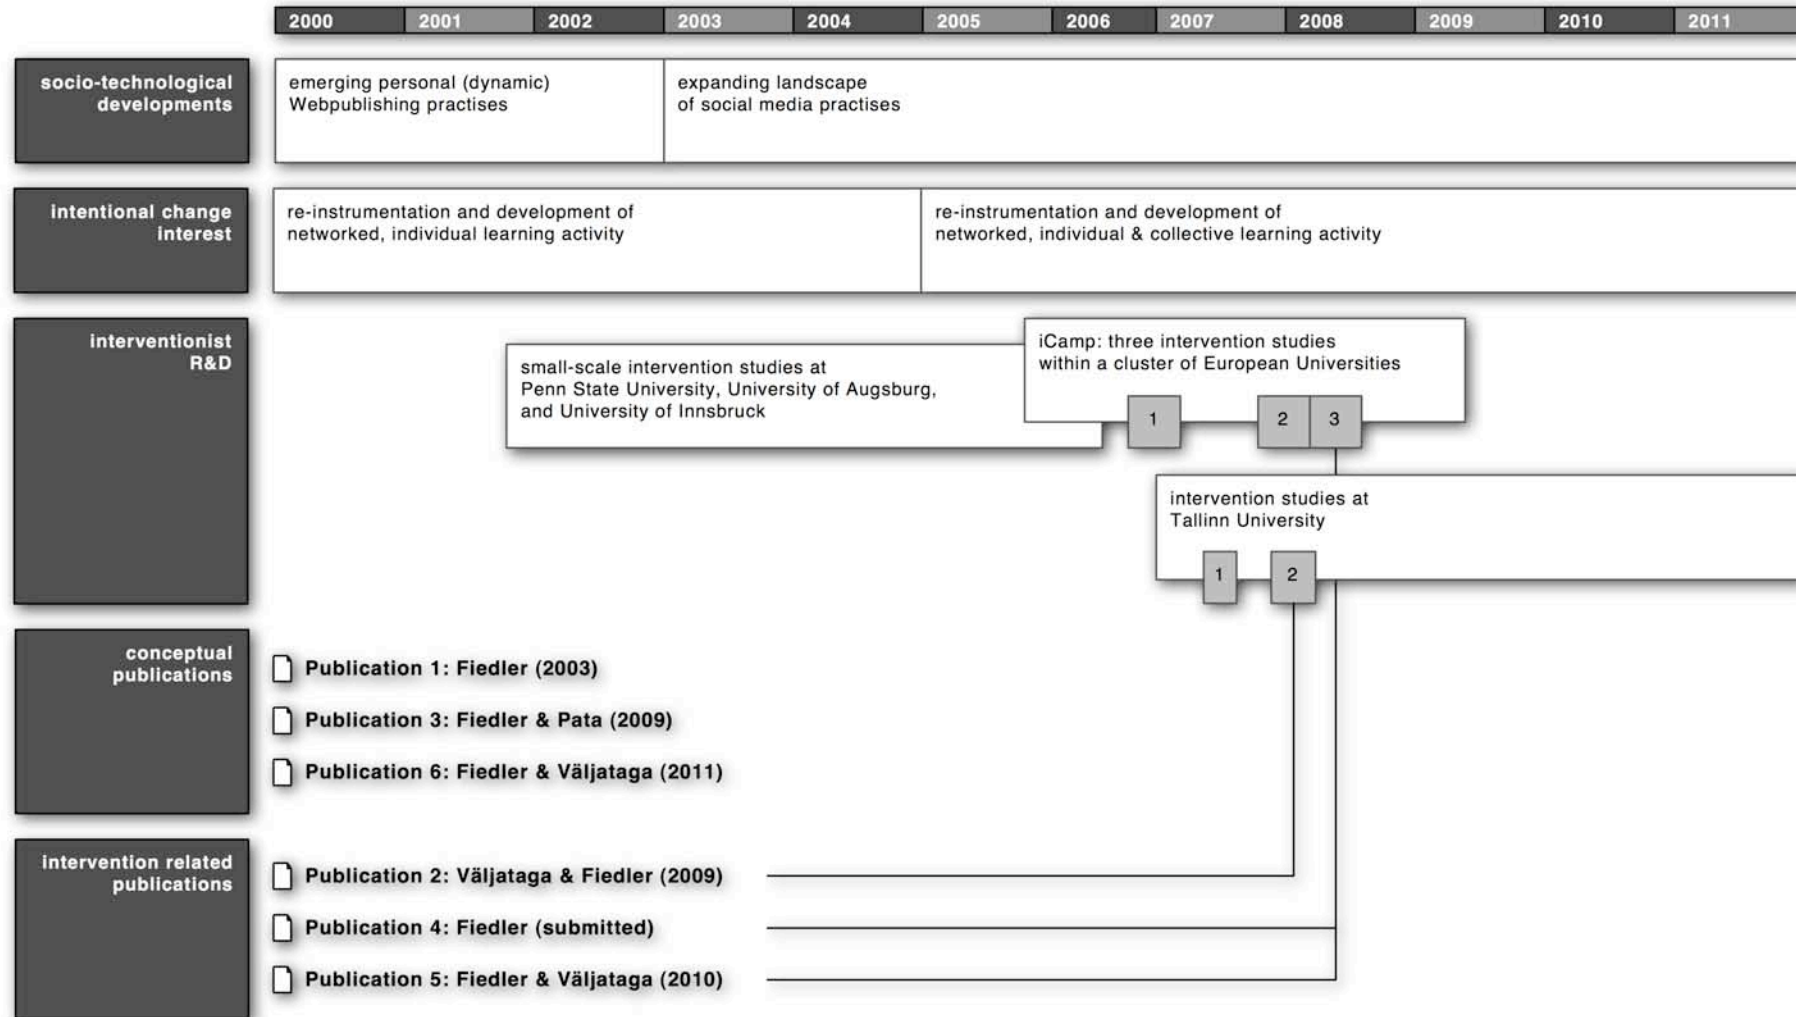 2000 2001 2002 2003 2004 2005 2006 2007 2008 2009 2010 2011
socio-technological
developments
emerging personal (dynamic)
Webpublishing practises
expanding landscape
of social media practises
intentional change
interest
re-instrumentation and development of
networked, individual learning activity
re-instrumentation and development of
networked, individual & collective learning activity
interventionist
R&D
small-scale intervention studies at
Penn State University, University of Augsburg,
and University of Innsbruck
iCamp: three intervention studies
within a cluster of European Universities
1 2 3
intervention studies at
Tallinn University
1 2
conceptual
publications
Publication 1: Fiedler (2003)
Publication 3: Fiedler & Pata (2009)
Publication 6: Fiedler & Väljataga (2011)
intervention related
publications
Publication 2: Väljataga & Fiedler (2009)
Publication 4: Fiedler (submitted)
Publication 5: Fiedler & Väljataga (2010)